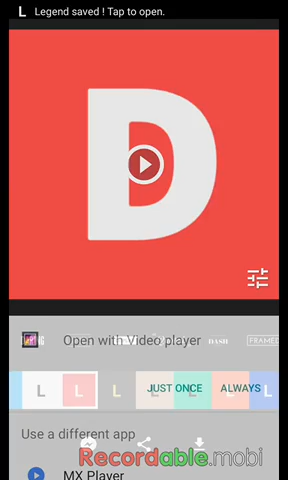 L Legend saved ! Tap to open.
D
Open with Video player
DASH
FRAMED
L L L JUST ONCE ALWAYS L
Use a different app
Recordable.mobi
MX Player